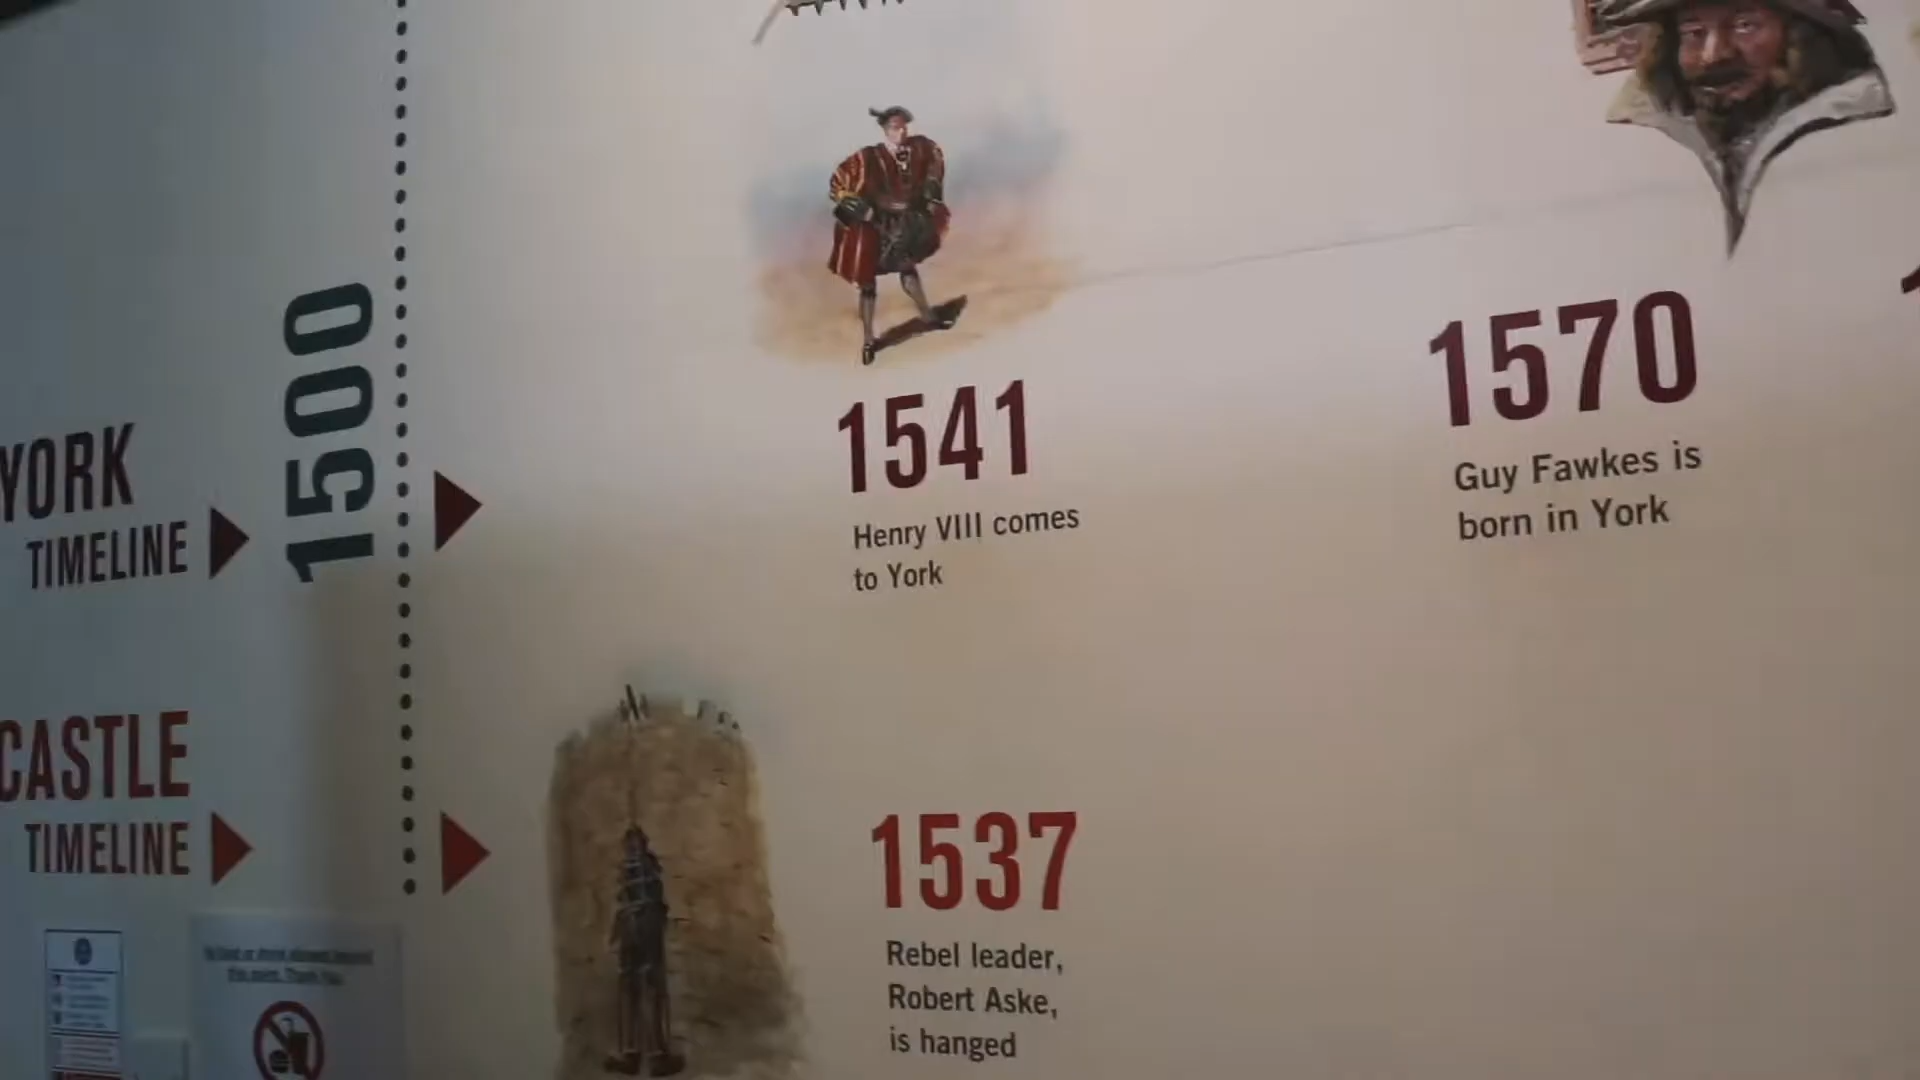 YORK
TIMELINE
1500
1541
Henry VIII comes
to York
1570
Guy Fawkes is
born in York
CASTLE
TIMELINE
1537
Rebel leader,
Robert Aske,
is hanged